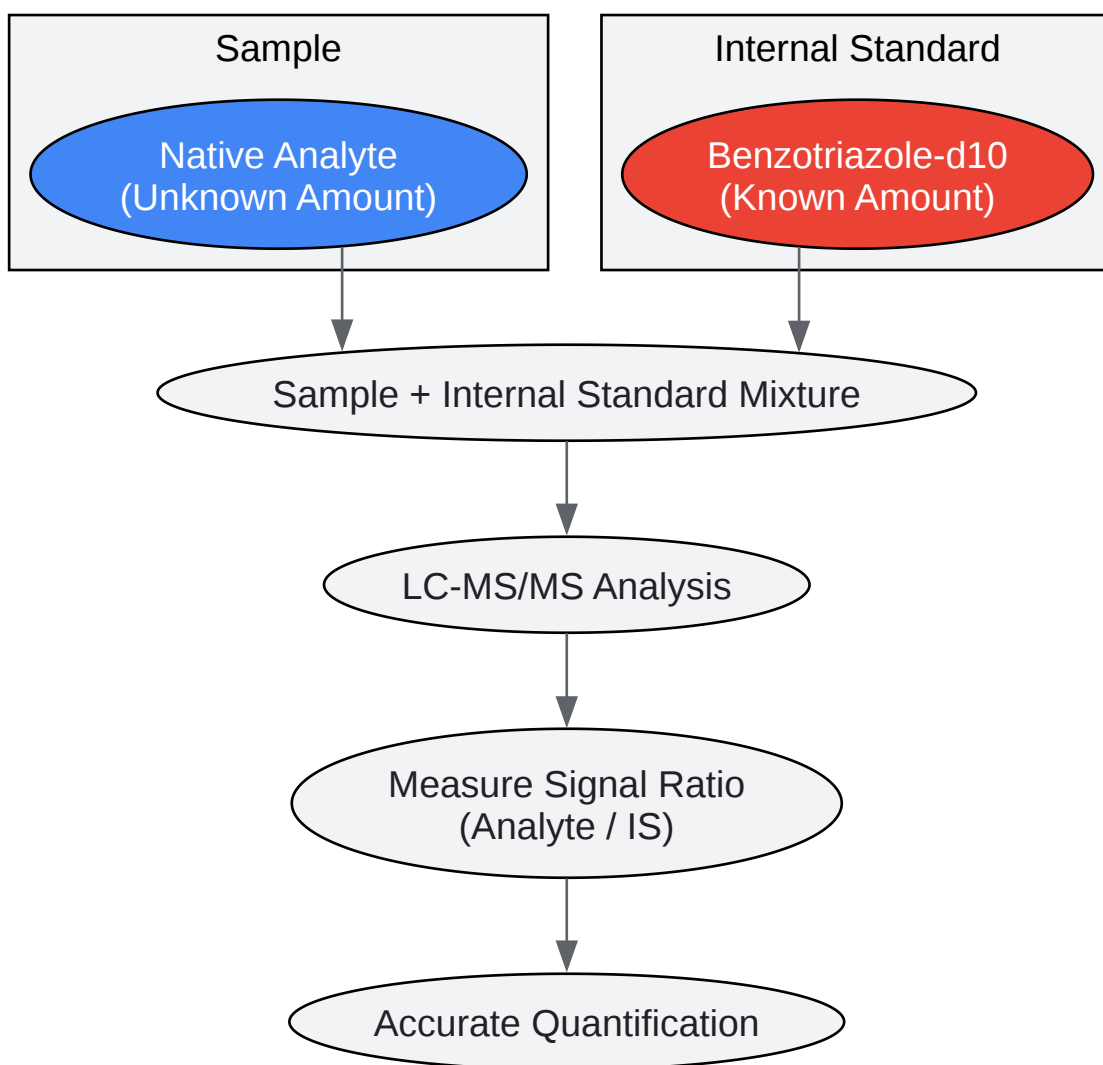 Sample
Internal Standard
Native Analyte
(Unknown Amount)
Benzotriazole-d10
(Known Amount)
Sample + Internal Standard Mixture
LC-MS/MS Analysis
Measure Signal Ratio
(Analyte / IS)
Accurate Quantification